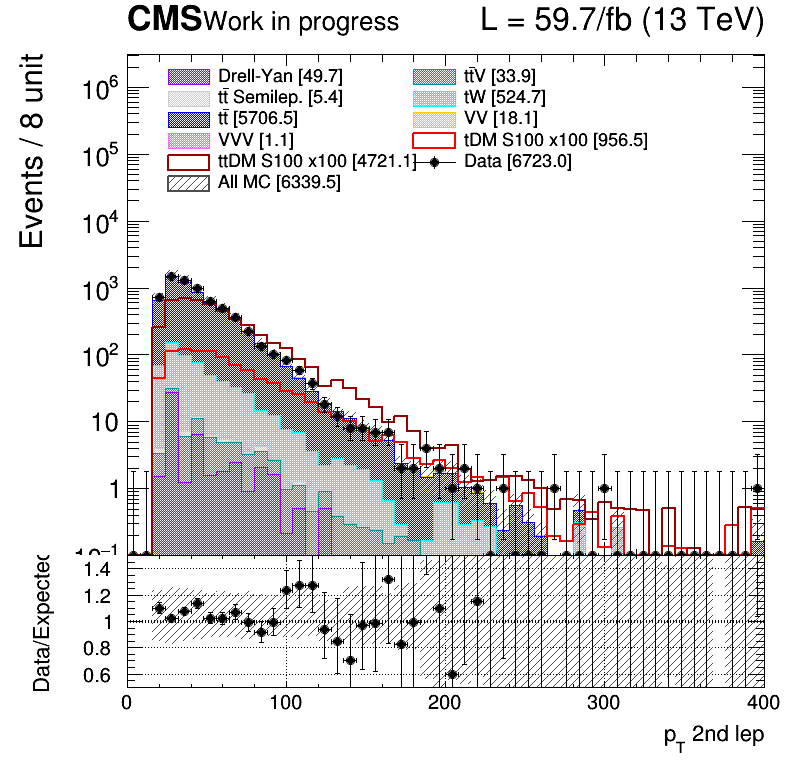 CMS Work in progress L = 59.7/fb (13 TeV)
Events / 8 unit
Drell-Yan [49.7] tt̄V [33.9]
tt̄ Semilep. [5.4] tW [524.7]
tt̄ [5706.5] VV [18.1]
VVV [1.1] tDM S100 x100 [956.5]
ttDM S100 x100 [4721.1] Data [6723.0]
All MC [6339.5]
10⁶
10⁵
10⁴
10³
10²
10
1
10⁻¹
Data/Expected
1.4
1.2
1
0.8
0.6
0 100 200 300 400
p_T 2nd lep